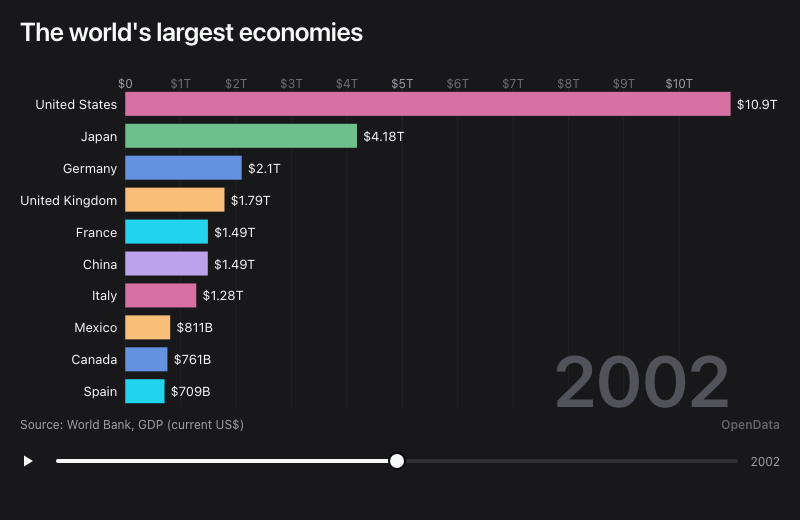 The world's largest economies
$0 $1T $2T $3T $4T $5T $6T $7T $8T $9T $10T
United States $10.9T
Japan $4.18T
Germany $2.1T
United Kingdom $1.79T
France $1.49T
China $1.49T
Italy $1.28T
Mexico $811B
Canada $761B
Spain $709B
2002
Source: World Bank, GDP (current US$) OpenData
2002